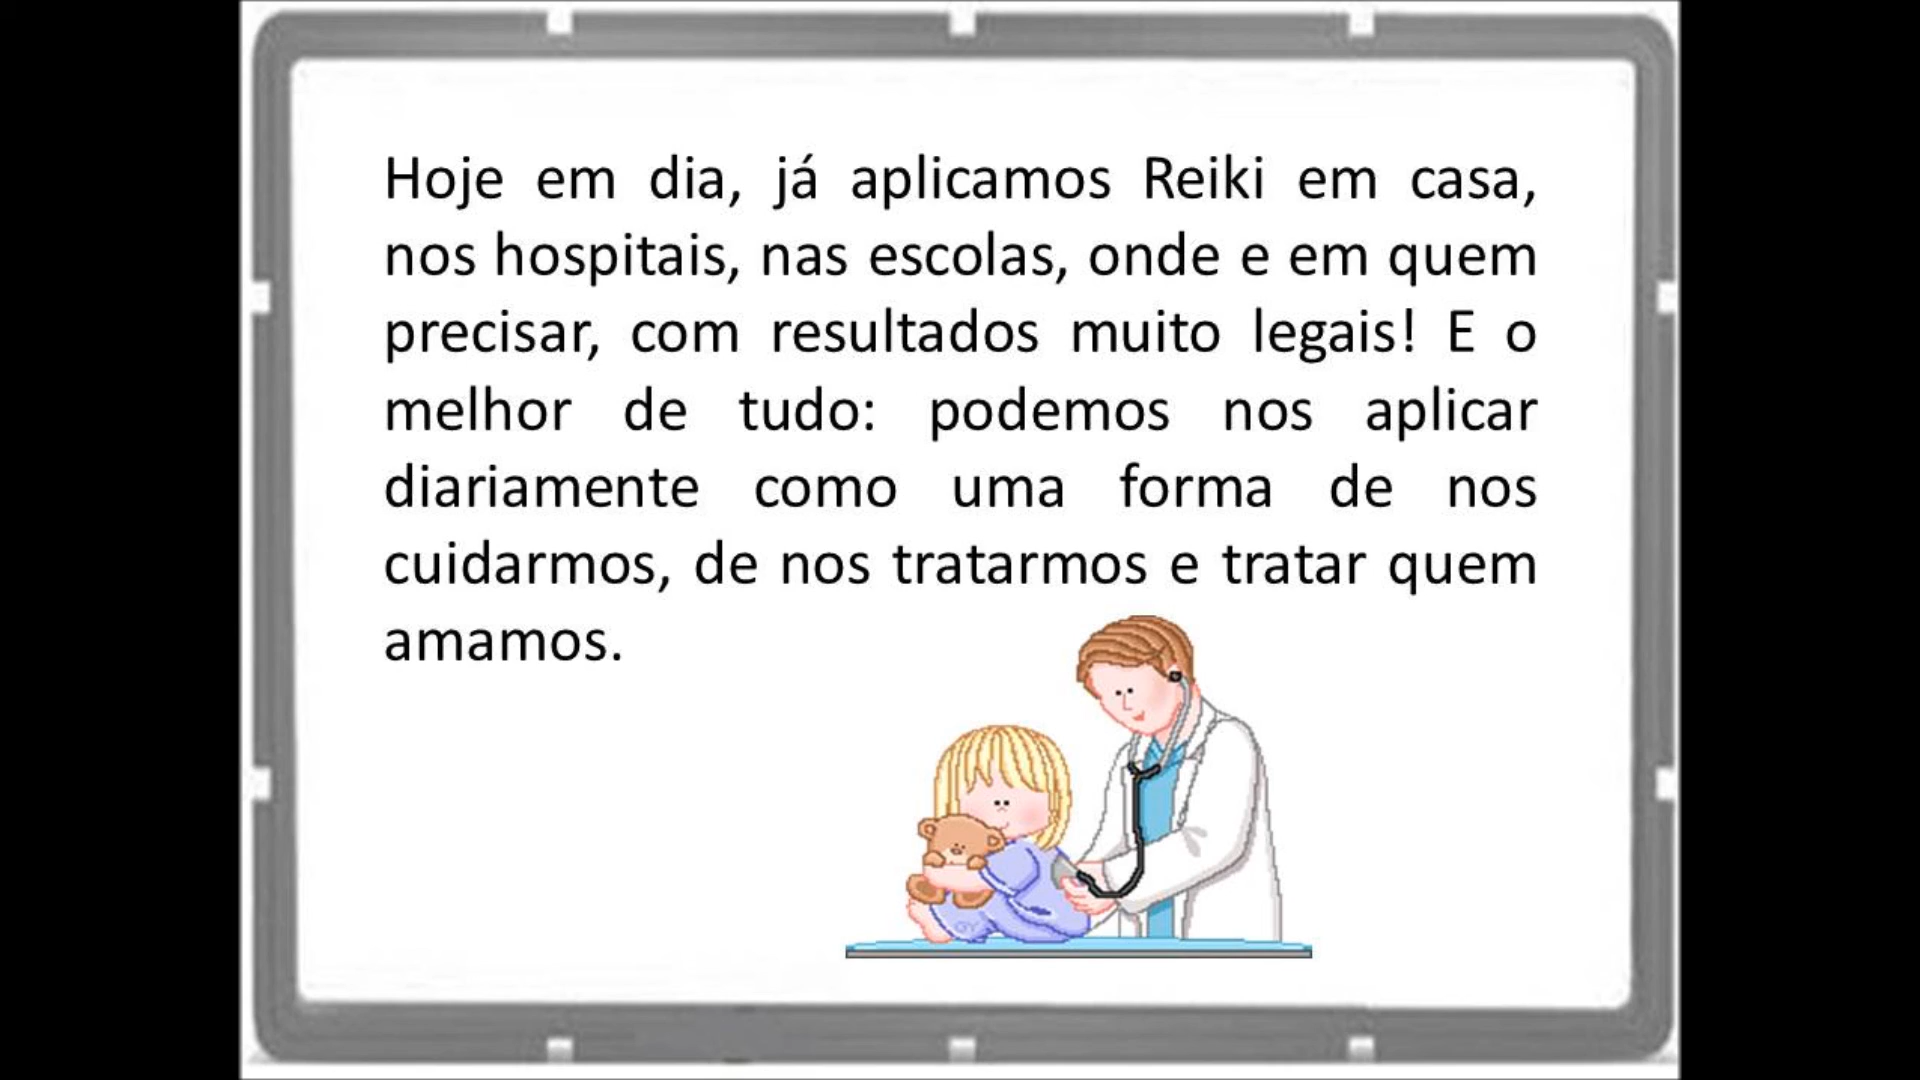 Hoje em dia, já aplicamos Reiki em casa,
nos hospitais, nas escolas, onde e em quem
precisar, com resultados muito legais! E o
melhor de tudo: podemos nos aplicar
diariamente como uma forma de nos
cuidarmos, de nos tratarmos e tratar quem
amamos.